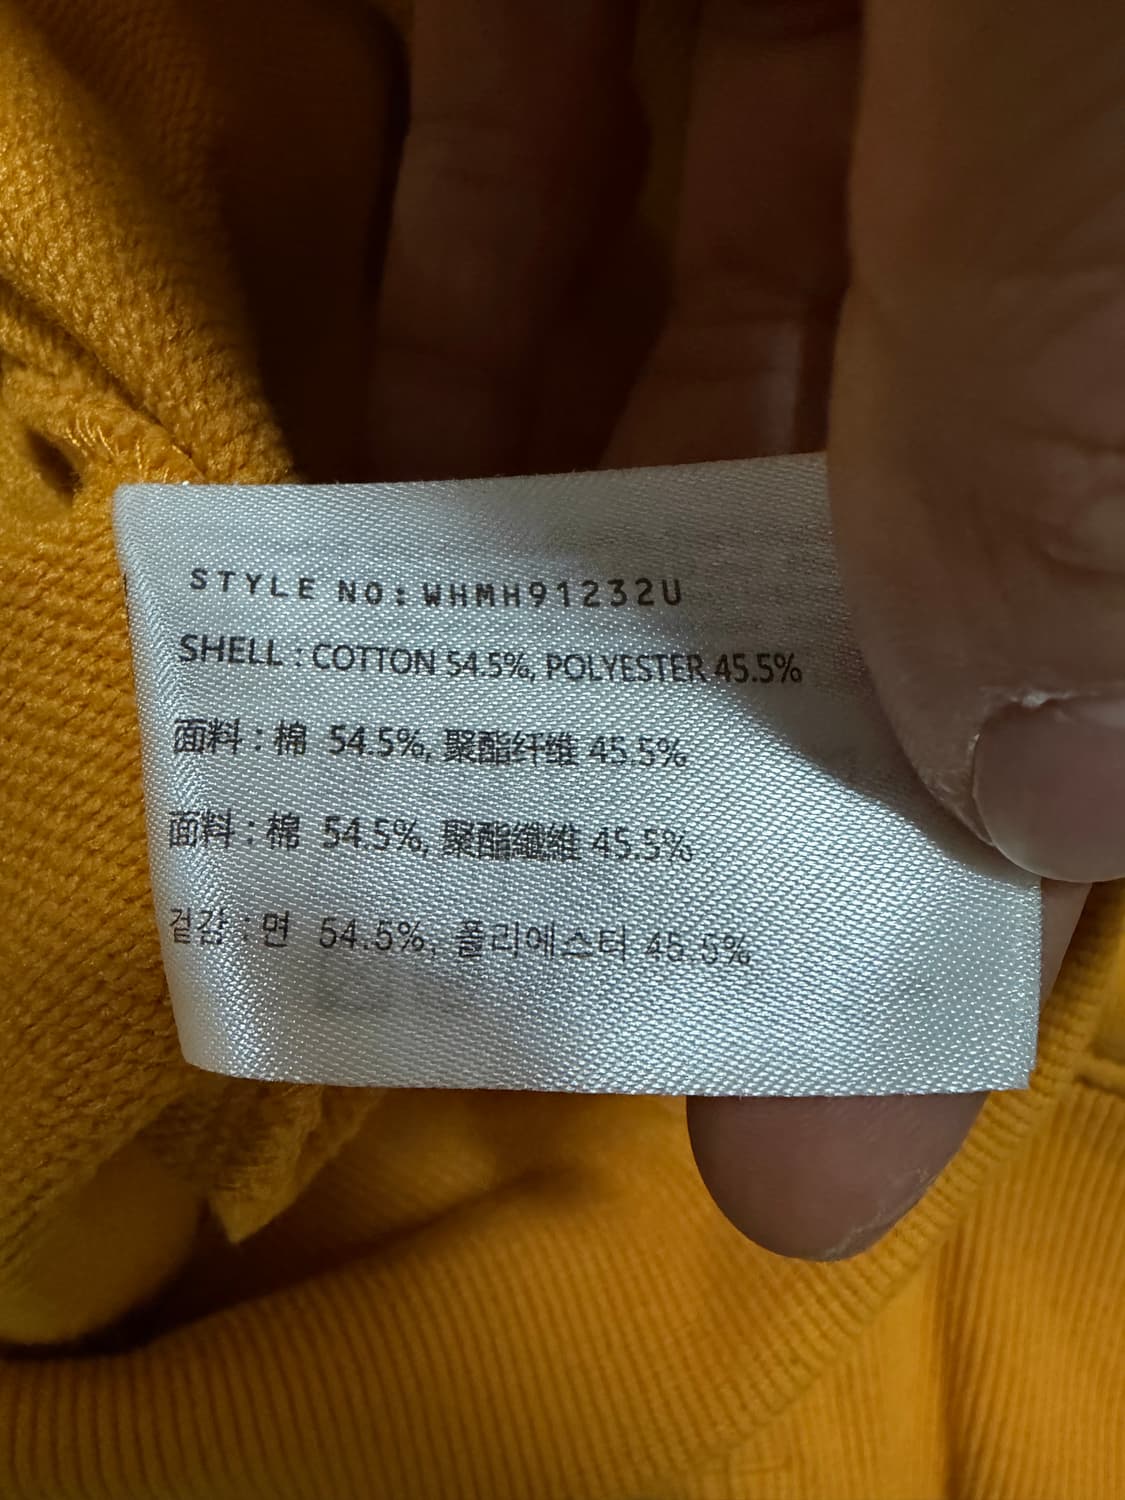 STYLE NO: WHMH91232U
SHELL : COTTON 54.5%, POLYESTER 45.5%
面料 : 棉 54.5%, 聚酯纤维 45.5%
面料 : 棉 54.5%, 聚酯纖維 45.5%
겉감 : 면 54.5%, 폴리에스터 45.5%